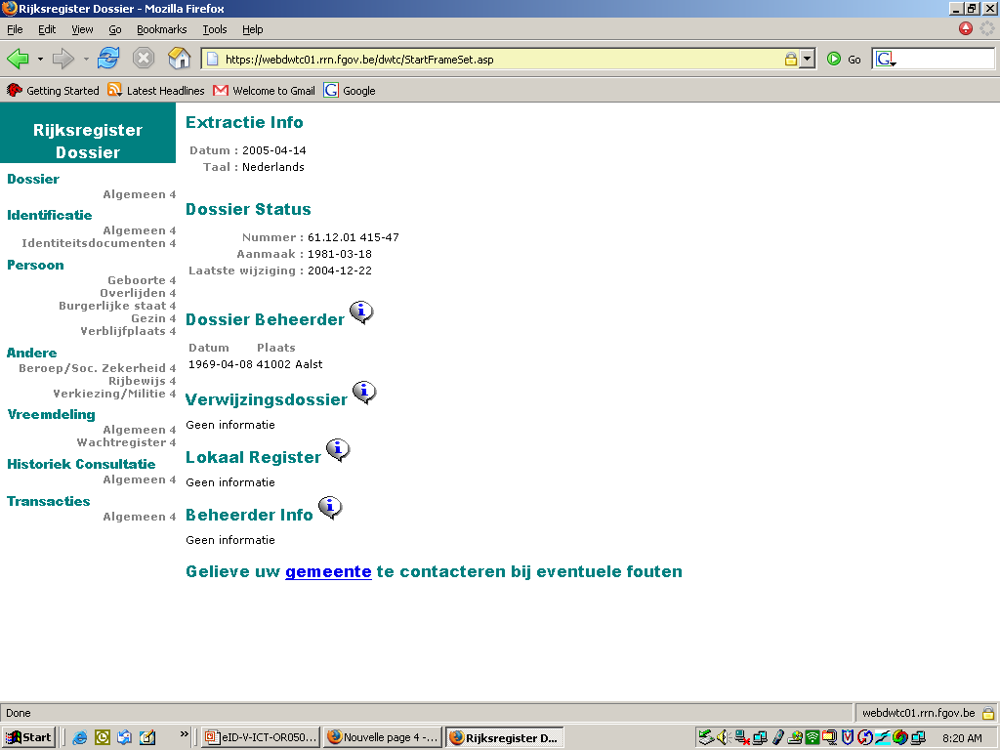 Rijksregister Dossier - Mozilla Firefox
File Edit View Go Bookmarks Tools Help
https://webdwtc01.rrn.fgov.be/dwtc/StartFrameSet.asp Go G
Getting Started Latest Headlines Welcome to Gmail Google
Rijksregister
Dossier
Dossier
Algemeen 4
Identificatie
Algemeen 4
Identiteitsdocumenten 4
Persoon
Geboorte 4
Overlijden 4
Burgerlijke staat 4
Gezin 4
Verblijfplaats 4
Andere
Beroep/Soc. Zekerheid 4
Rijbewijs 4
Verkiezing/Militie 4
Vreemdeling
Algemeen 4
Wachtregister 4
Historiek Consultatie
Algemeen 4
Transacties
Algemeen 4
Extractie Info
Datum : 2005-04-14
Taal : Nederlands
Dossier Status
Nummer : 61.12.01 415-47
Aanmaak : 1981-03-18
Laatste wijziging : 2004-12-22
Dossier Beheerder
Datum Plaats
1969-04-08 41002 Aalst
Verwijzingsdossier
Geen informatie
Lokaal Register
Geen informatie
Beheerder Info
Geen informatie
Gelieve uw gemeente te contacteren bij eventuele fouten
Done webdwtc01.rrn.fgov.be
Start » eID-V-ICT-OR050... Nouvelle page 4 -... Rijksregister D... 8:20 AM